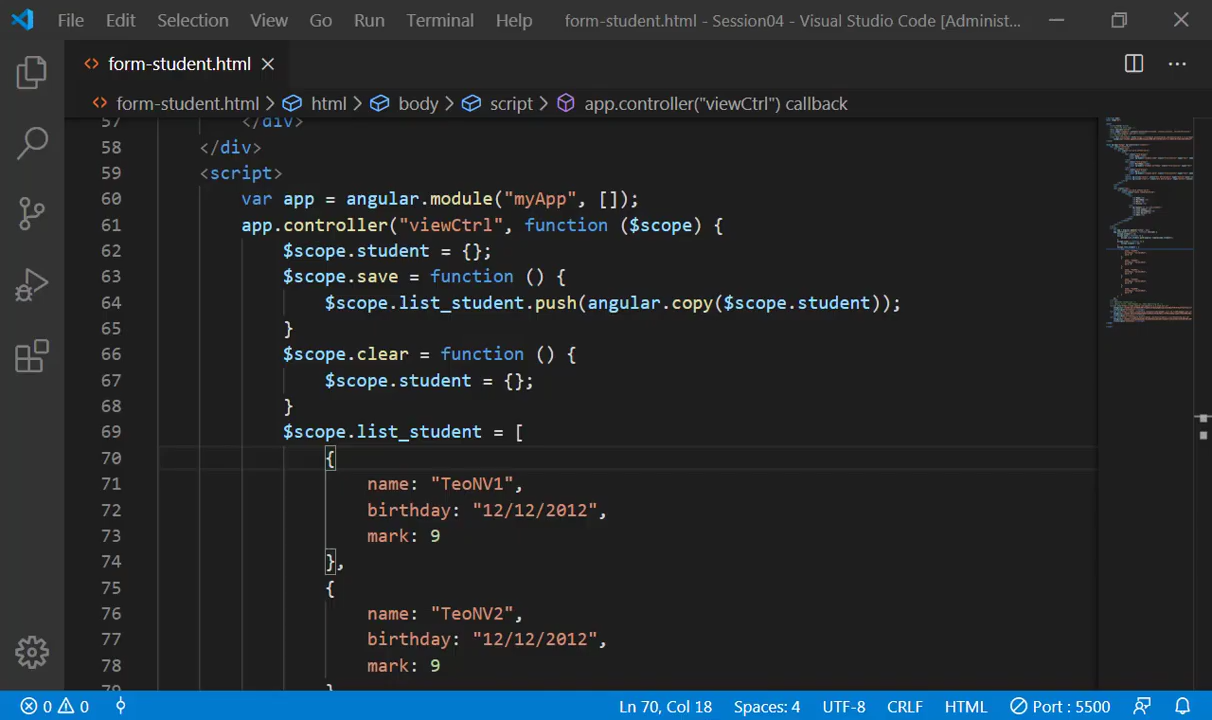 File Edit Selection View Go Run Terminal Help form-student.html - Session04 - Visual Studio Code [Administ...
form-student.html
form-student.html > html > body > script > app.controller("viewCtrl") callback
57 </div>
58 </div>
59 <script>
60 var app = angular.module("myApp", []);
61 app.controller("viewCtrl", function ($scope) {
62 $scope.student = {};
63 $scope.save = function () {
64 $scope.list_student.push(angular.copy($scope.student));
65 }
66 $scope.clear = function () {
67 $scope.student = {};
68 }
69 $scope.list_student = [
70 {
71 name: "TeoNV1",
72 birthday: "12/12/2012",
73 mark: 9
74 },
75 {
76 name: "TeoNV2",
77 birthday: "12/12/2012",
78 mark: 9
79 }
0 0 Ln 70, Col 18 Spaces: 4 UTF-8 CRLF HTML Port : 5500